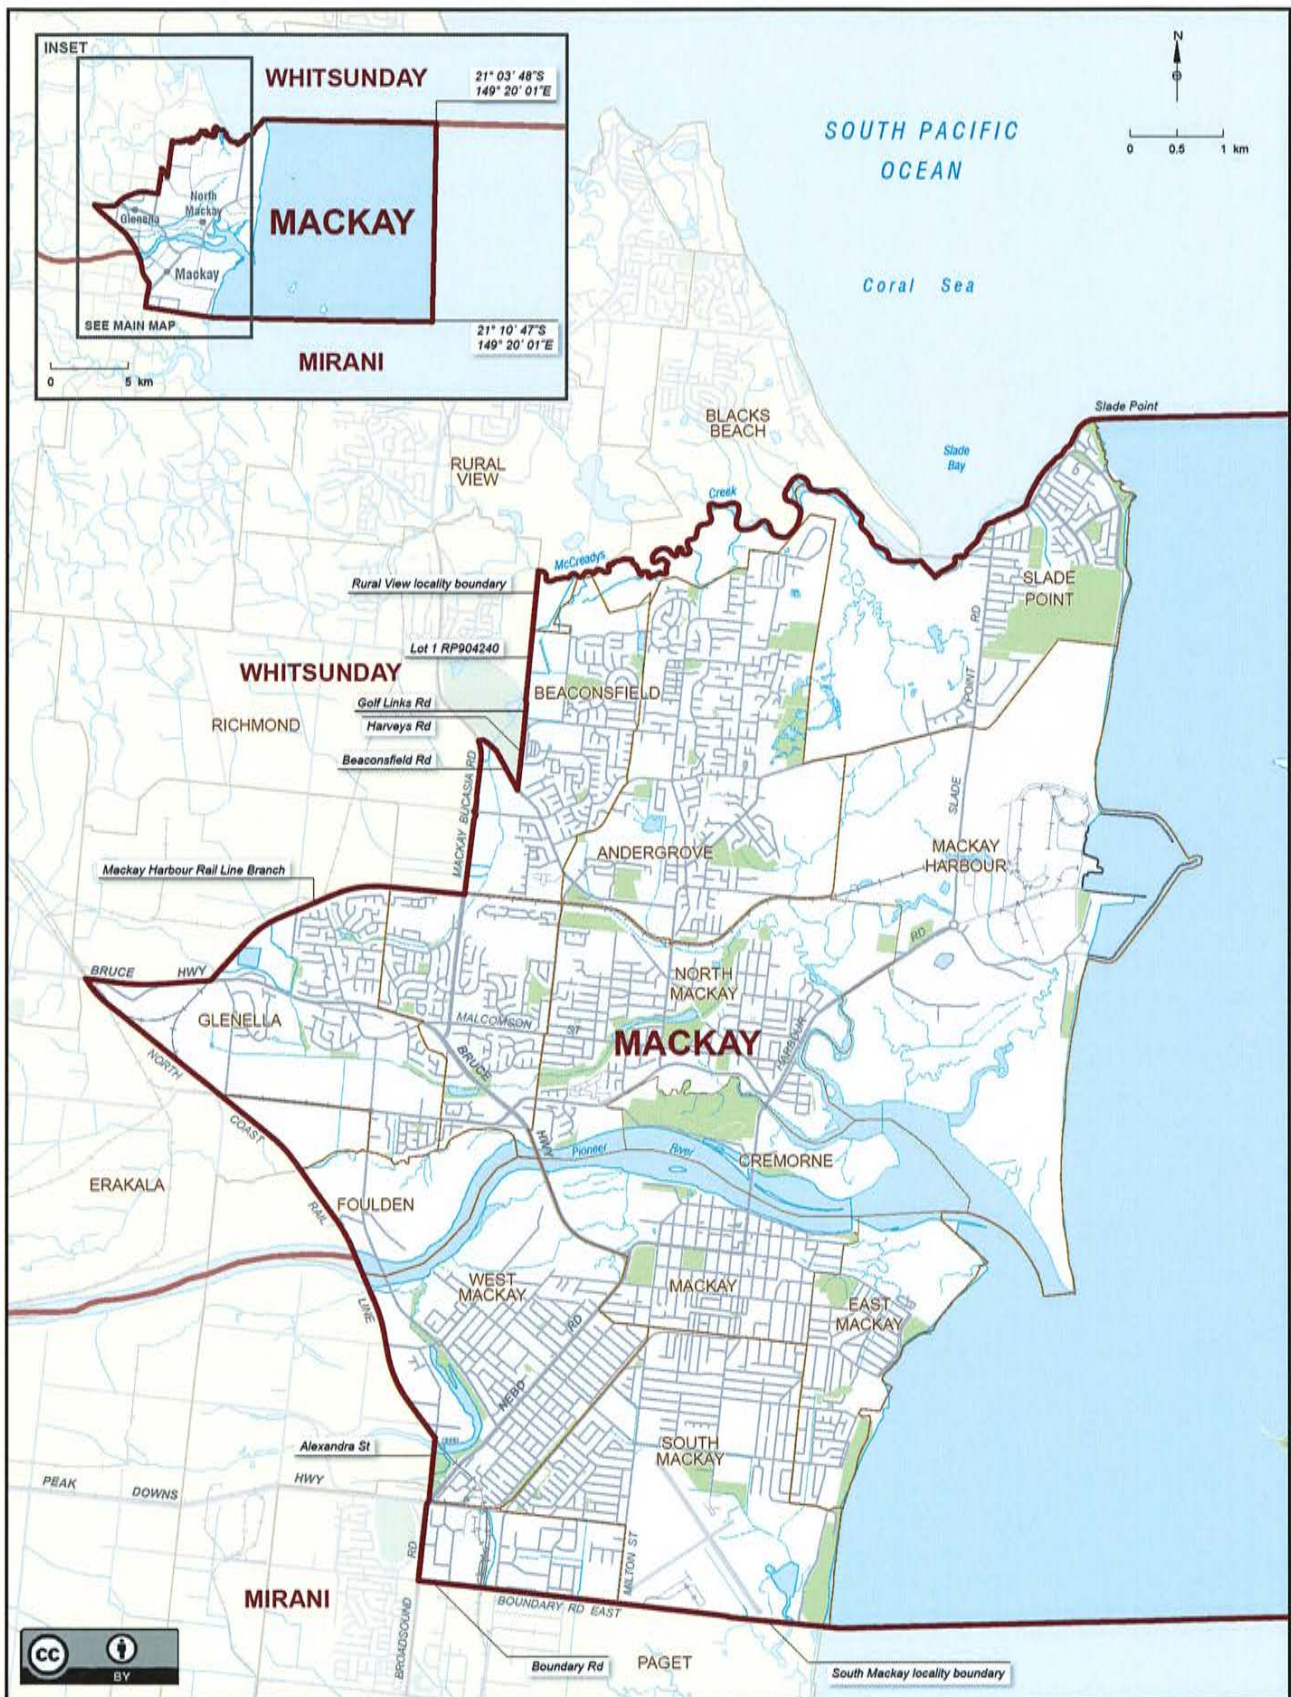 INSET
WHITSUNDAY
21° 03' 48"S
149° 20' 01"E
North
Mackay
Glenella
MACKAY
Mackay
SEE MAIN MAP
21° 10' 47"S
149° 20' 01"E
MIRANI
0 5 km
N
0 0.5 1 km
SOUTH PACIFIC
OCEAN
Coral Sea
Slade Point
BLACKS
BEACH
Slade
Bay
RURAL
VIEW
Creek
McCreadys
Rural View locality boundary
SLADE
POINT
RD
POINT
SLADE
Lot 1 RP904240
WHITSUNDAY
BEACONSFIELD
Golf Links Rd
RICHMOND
Harveys Rd
Beaconsfield Rd
MACKAY BUCASIA RD
ANDERGROVE
MACKAY
HARBOUR
Mackay Harbour Rail Line Branch
RD
HARBOUR
BRUCE HWY
NORTH
MACKAY
GLENELLA
MALCOMSON ST
MACKAY
BRUCE
HWY
NORTH
COAST
RAIL
LINE
Pioneer River
CREMORNE
ERAKALA
FOULDEN
WEST
MACKAY
MACKAY
EAST
MACKAY
NEBO
RD
Alexandra St
SOUTH
MACKAY
PEAK DOWNS HWY
MILTON ST
RD
BROADSOUND
MIRANI
BOUNDARY RD EAST
Boundary Rd
PAGET
South Mackay locality boundary
cc
BY